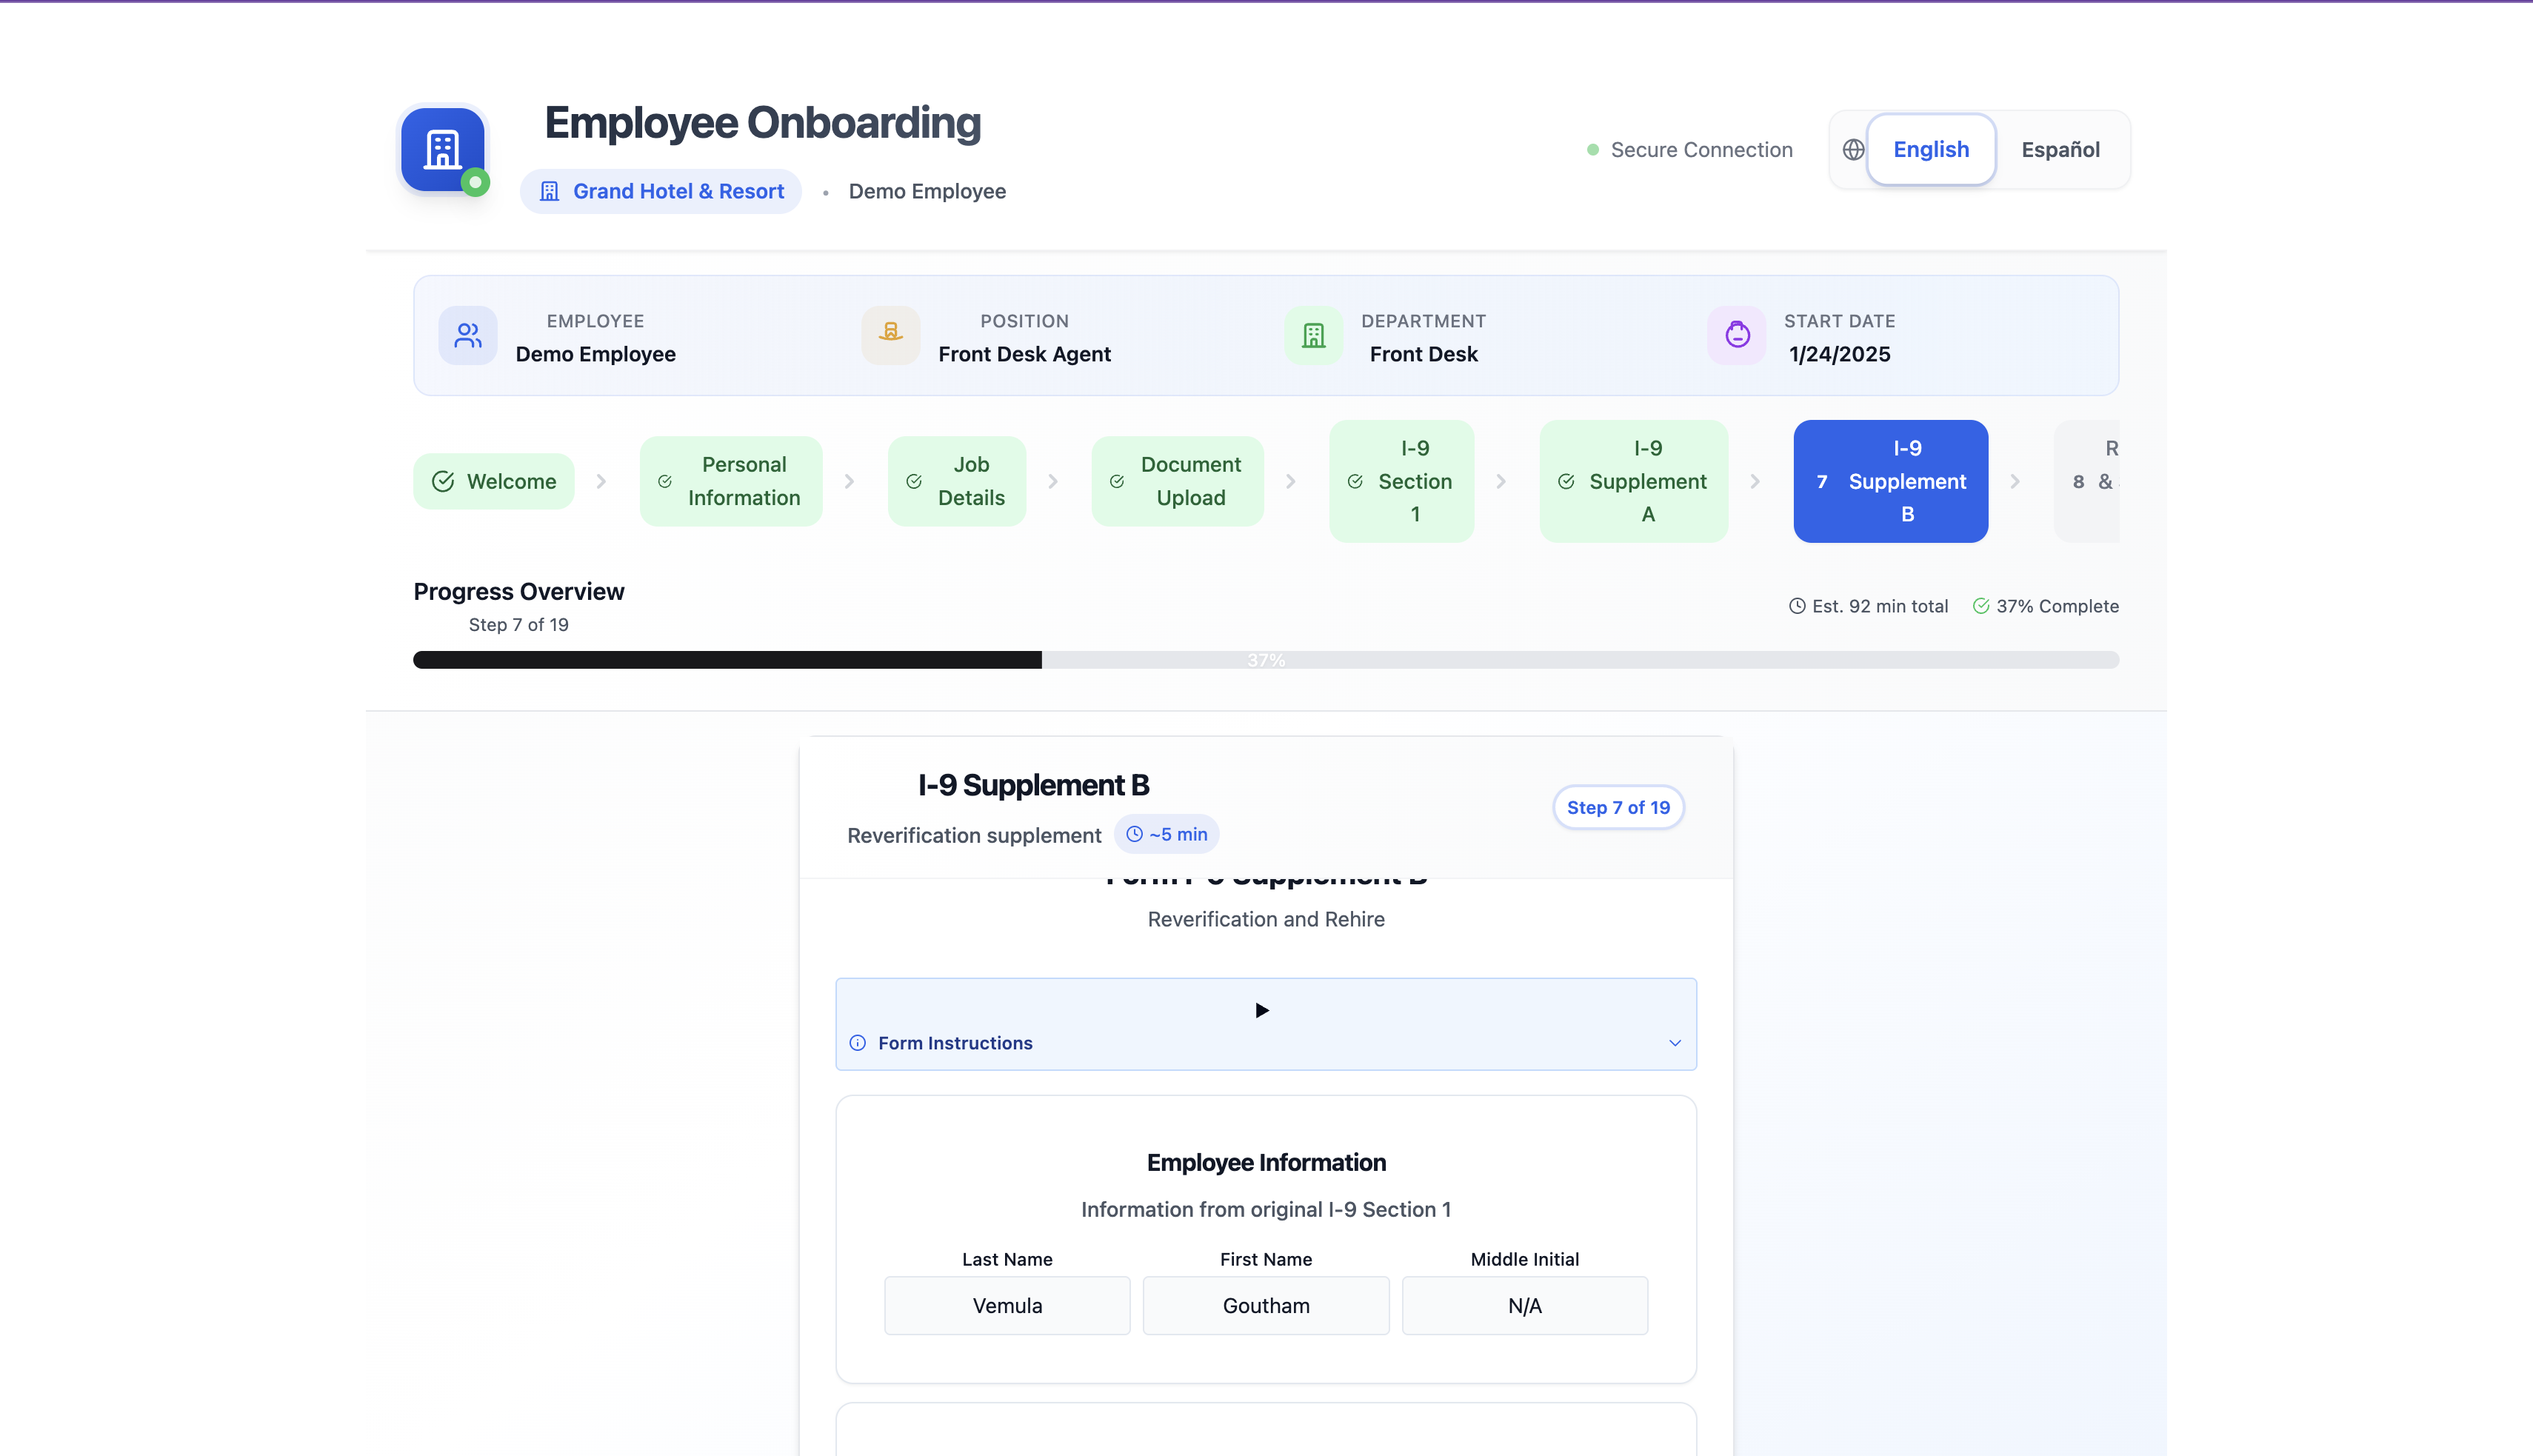 Employee Onboarding
Grand Hotel & Resort • Demo Employee
Secure Connection
English Español
EMPLOYEE
Demo Employee
POSITION
Front Desk Agent
DEPARTMENT
Front Desk
START DATE
1/24/2025
Welcome
Personal
Information
Job
Details
Document
Upload
I-9
Section
1
I-9
Supplement
A
7
I-9
Supplement
B
8
R
&
Progress Overview
Step 7 of 19
Est. 92 min total
37% Complete
37%
I-9 Supplement B
Reverification supplement
~5 min
Step 7 of 19
Form I-9 Supplement B
Reverification and Rehire
Form Instructions
Employee Information
Information from original I-9 Section 1
Last Name First Name Middle Initial
Vemula Goutham N/A